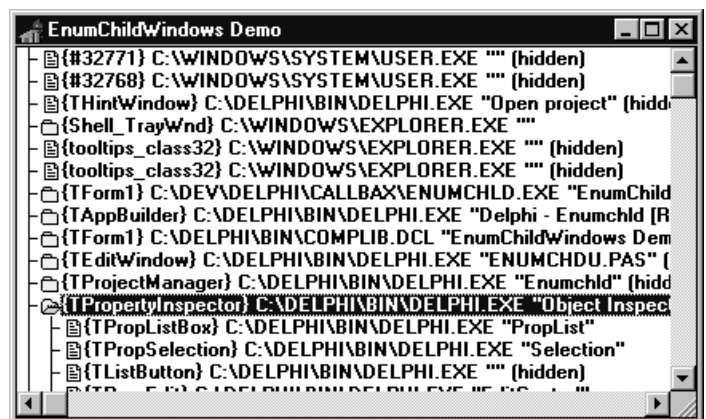 EnumChildWindows Demo
{#32771} C:\WINDOWS\SYSTEM\USER.EXE "" (hidden)
{#32768} C:\WINDOWS\SYSTEM\USER.EXE "" (hidden)
{THintWindow} C:\DELPHI\BIN\DELPHI.EXE "Open project" (hidd
{Shell_TrayWnd} C:\WINDOWS\EXPLORER.EXE ""
{tooltips_class32} C:\WINDOWS\EXPLORER.EXE "" (hidden)
{tooltips_class32} C:\WINDOWS\EXPLORER.EXE "" (hidden)
{TForm1} C:\DEV\DELPHI\CALLBAX\ENUMCHLD.EXE "EnumChild
{TAppBuilder} C:\DELPHI\BIN\DELPHI.EXE "Delphi - Enumchld [R
{TForm1} C:\DELPHI\BIN\COMPLIB.DCL "EnumChildWindows Dem
{TEditWindow} C:\DELPHI\BIN\DELPHI.EXE "ENUMCHDU.PAS" (
{TProjectManager} C:\DELPHI\BIN\DELPHI.EXE "Enumchld" (hidd
{TPropertyInspector} C:\DELPHI\BIN\DELPHI.EXE "Object Inspect
{TPropListBox} C:\DELPHI\BIN\DELPHI.EXE "PropList"
{TPropSelection} C:\DELPHI\BIN\DELPHI.EXE "Selection"
{TListButton} C:\DELPHI\BIN\DELPHI.EXE "" (hidden)